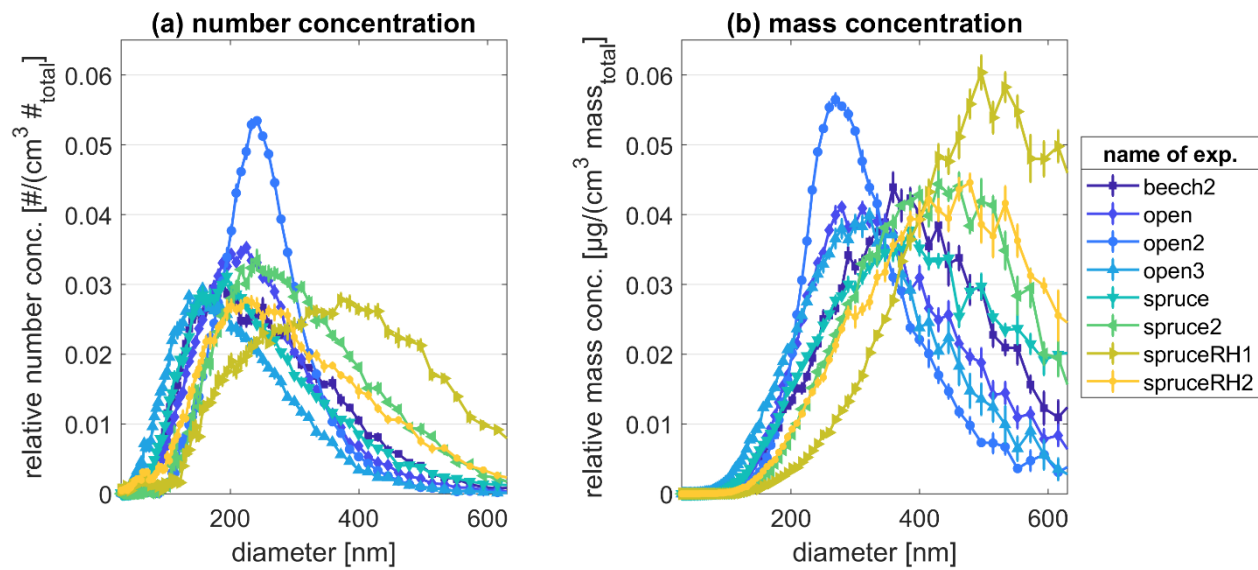 (a) number concentration
relative number conc. [#/(cm³ #total]
0.06
0.05
0.04
0.03
0.02
0.01
0
200
400
600
diameter [nm]
(b) mass concentration
relative mass conc. [µg/(cm³ mass_total]
0.06
0.05
0.04
0.03
0.02
0.01
0
200
400
600
diameter [nm]
name of exp.
beech2
open
open2
open3
spruce
spruce2
spruceRH1
spruceRH2